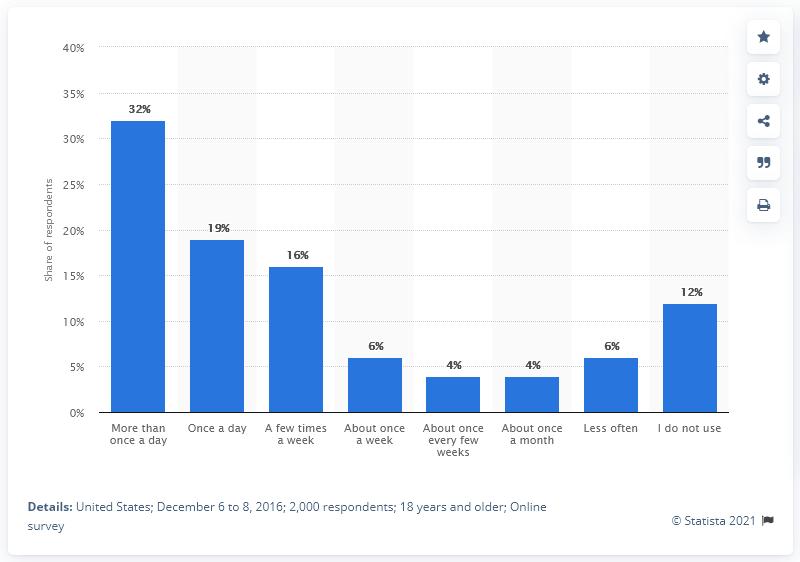 40%
35%
30%
25%
20%
15%
10%
5%
0%
Share of respondents
32%
19%
16%
6%
4%
4%
6%
12%
More than
once a day
Once a day
A few times
a week
About once
a week
About once
every few
weeks
About once
a month
Less often
I do not use
Details: United States; December 6 to 8, 2016; 2,000 respondents; 18 years and older; Online
survey
© Statista 2021